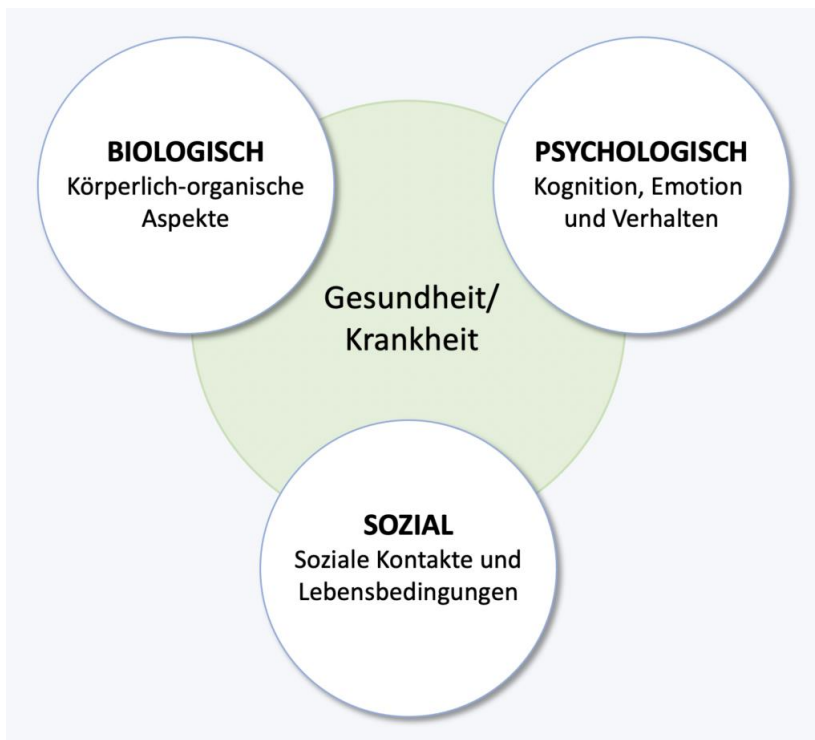 BIOLOGISCH
Körperlich-organische
Aspekte
PSYCHOLOGISCH
Kognition, Emotion
und Verhalten
Gesundheit/
Krankheit
SOZIAL
Soziale Kontakte und
Lebensbedingungen